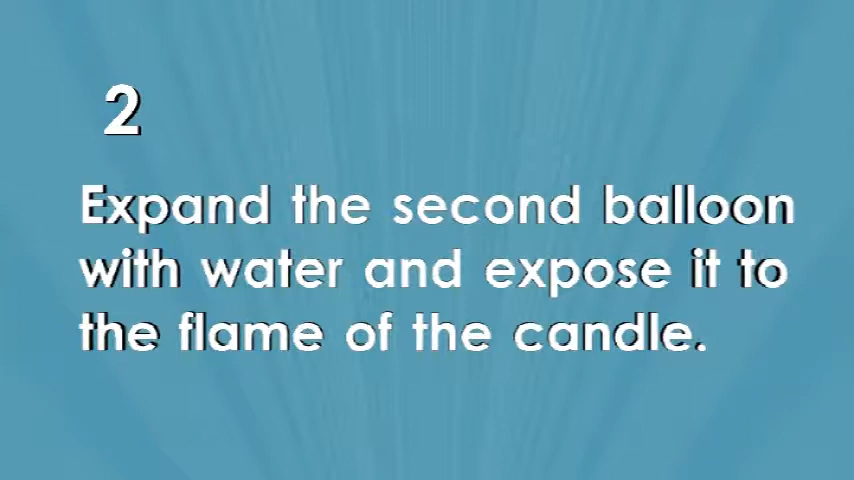 2
Expand the second balloon
with water and expose it to
the flame of the candle.